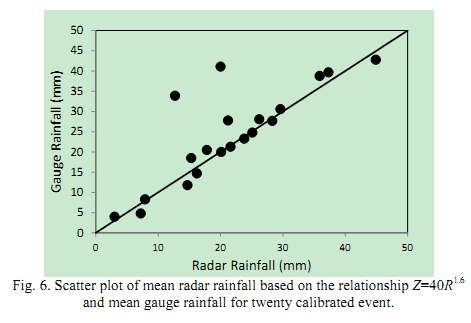 50
45
40
35
30
25
20
15
10
5
0
Gauge Rainfall (mm)
0 10 20 30 40 50
Radar Rainfall (mm)
Fig. 6. Scatter plot of mean radar rainfall based on the relationship Z=40R^1.6
and mean gauge rainfall for twenty calibrated event.